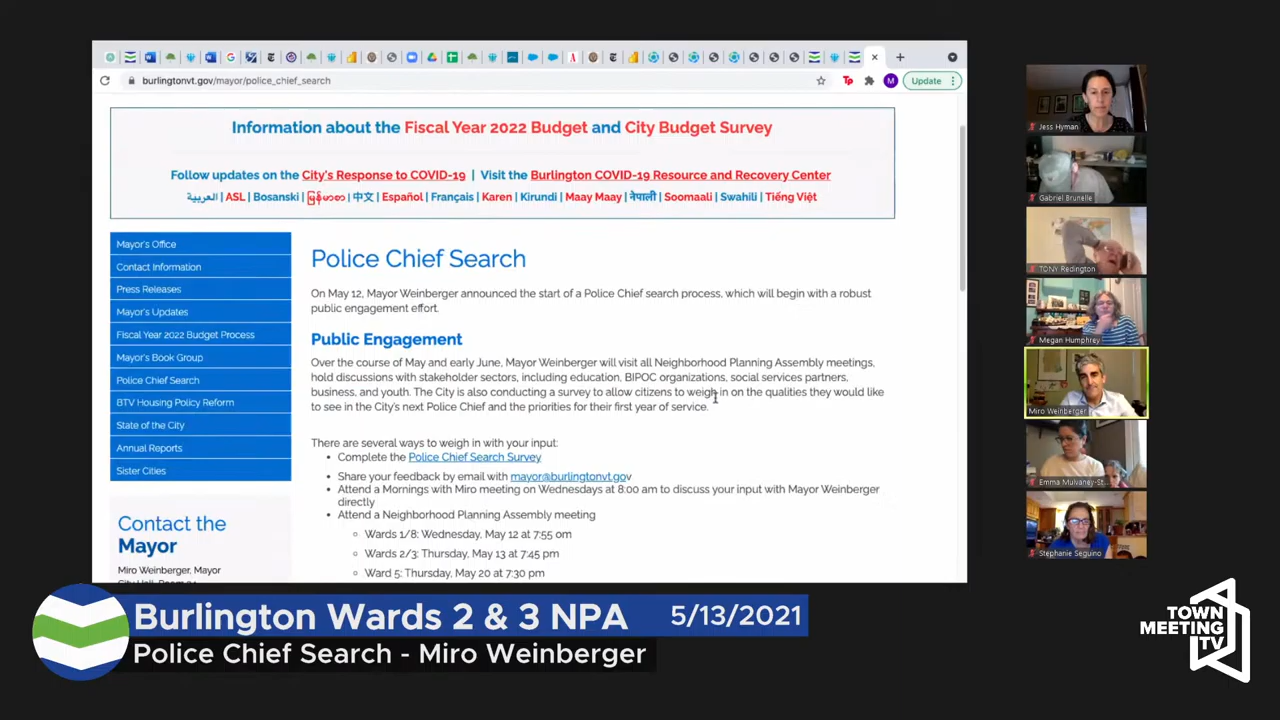 burlingtonvt.gov/mayor/police_chief_search
Tp
M
Update
Information about the Fiscal Year 2022 Budget and City Budget Survey
Follow updates on the City's Response to COVID-19 | Visit the Burlington COVID-19 Resource and Recovery Center
العربية | ASL | Bosanski | မြန်မာစာ | 中文 | Español | Français | Karen | Kirundi | Maay Maay | नेपाली | Soomaali | Swahili | Tiếng Việt
Mayor's Office
Contact Information
Press Releases
Mayor's Updates
Fiscal Year 2022 Budget Process
Mayor's Book Group
Police Chief Search
BTV Housing Policy Reform
State of the City
Annual Reports
Sister Cities
Contact the
Mayor
Miro Weinberger, Mayor
Police Chief Search
On May 12, Mayor Weinberger announced the start of a Police Chief search process, which will begin with a robust
public engagement effort.
Public Engagement
Over the course of May and early June, Mayor Weinberger will visit all Neighborhood Planning Assembly meetings,
hold discussions with stakeholder sectors, including education, BIPOC organizations, social services partners,
business, and youth. The City is also conducting a survey to allow citizens to weigh in on the qualities they would like
to see in the City's next Police Chief and the priorities for their first year of service.
There are several ways to weigh in with your input:
• Complete the Police Chief Search Survey
• Share your feedback by email with mayor@burlingtonvt.gov
• Attend a Mornings with Miro meeting on Wednesdays at 8:00 am to discuss your input with Mayor Weinberger
directly
• Attend a Neighborhood Planning Assembly meeting
Wards 1/8: Wednesday, May 12 at 7:55 om
Wards 2/3: Thursday, May 13 at 7:45 pm
Ward 5: Thursday, May 20 at 7:30 pm
Jess Hyman
Gabriel Brunelle
TONY Redington
Megan Humphrey
Miro Weinberger
Emma Mulvaney-St...
Stephanie Seguino
Burlington Wards 2 & 3 NPA 5/13/2021
Police Chief Search - Miro Weinberger
TOWN
MEETING
TV